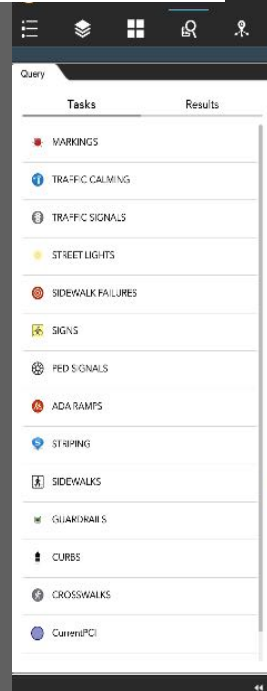 Query
Tasks Results
MARKINGS
TRAFFIC CALMING
TRAFFIC SIGNALS
STREET LIGHTS
SIDEWALK FAILURES
SIGNS
PED SIGNALS
ADA RAMPS
STRIPING
SIDEWALKS
GUARDRAILS
CURBS
CROSSWALKS
CurrentPCI